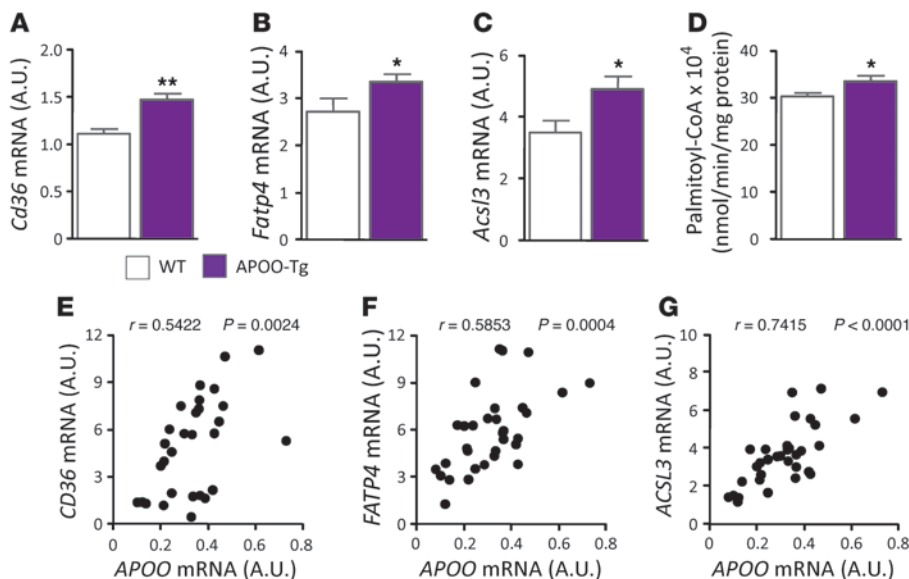 A
Cd36 mRNA (A.U.)
2.0
1.5
1.0
0.5
0
**
B
Fatp4 mRNA (A.U.)
4
3
2
1
0
*
C
Acsl3 mRNA (A.U.)
6
4
2
0
*
D
Palmitoyl-CoA x 10⁴
(nmol/min/mg protein)
40
30
20
10
0
*
WT
APOO-Tg
E
r = 0.5422 P = 0.0024
CD36 mRNA (A.U.)
12
9
6
3
0
0 0.2 0.4 0.6 0.8
APOO mRNA (A.U.)
F
r = 0.5853 P = 0.0004
FATP4 mRNA (A.U.)
12
9
6
3
0
0 0.2 0.4 0.6 0.8
APOO mRNA (A.U.)
G
r = 0.7415 P < 0.0001
ACSL3 mRNA (A.U.)
10
8
6
4
2
0
0 0.2 0.4 0.6 0.8
APOO mRNA (A.U.)